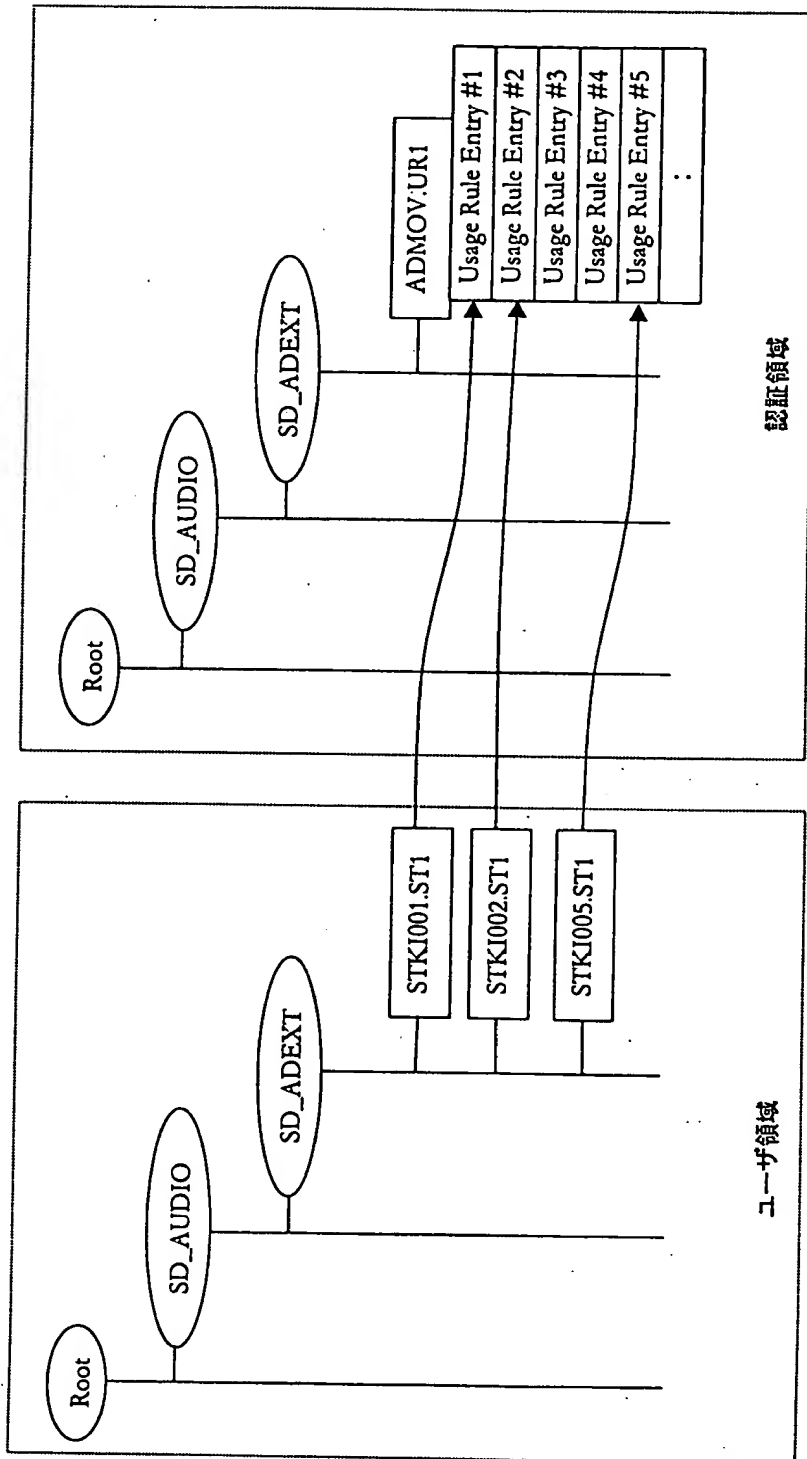 Root
SD_AUDIO
SD_ADEXT
STKI001.ST1
STKI002.ST1
STKI005.ST1
ユーザ領域
Root
SD_AUDIO
SD_ADEXT
ADMOV.UR1
Usage Rule Entry #1
Usage Rule Entry #2
Usage Rule Entry #3
Usage Rule Entry #4
Usage Rule Entry #5
:
認証領域